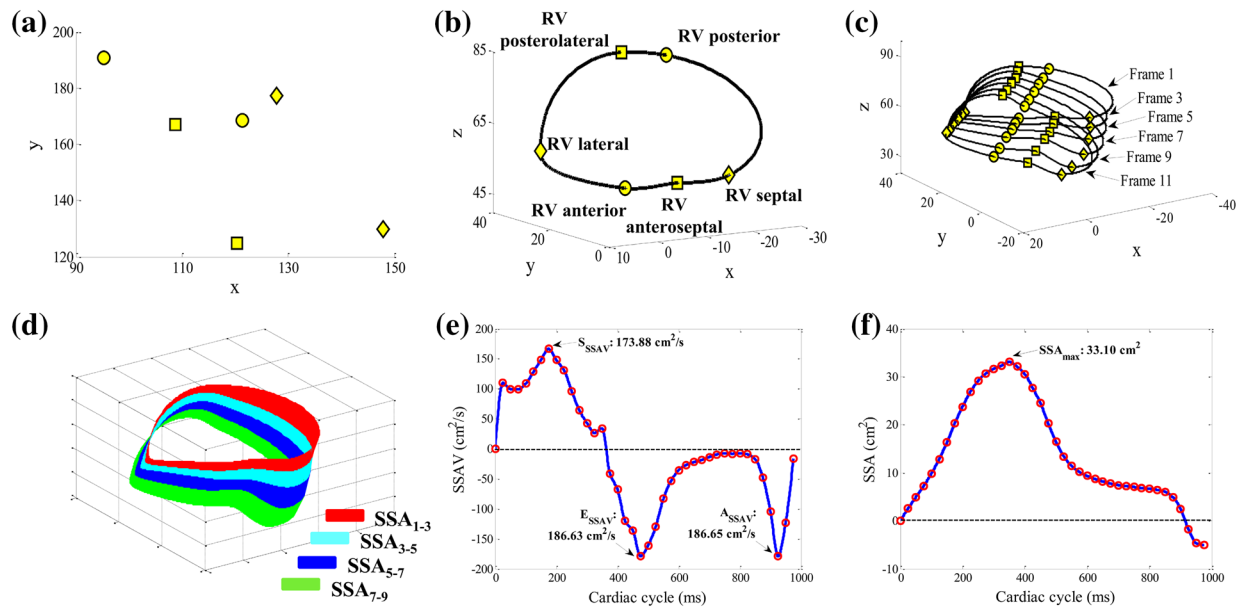 (a)
200
180
160
140
120
y
90
110
130
150
x
(b)
RV
posterolateral
RV posterior
RV lateral
RV anterior
RV
anteroseptal
RV septal
85
65
45
z
40
20
0
y
10
0
-10
-20
-30
x
(c)
90
60
30
z
40
20
0
-20
y
20
0
-20
-40
x
Frame 1
Frame 3
Frame 5
Frame 7
Frame 9
Frame 11
(d)
SSA1-3
SSA3-5
SSA5-7
SSA7-9
(e)
200
150
100
50
0
-50
-100
-150
-200
SSAV (cm²/s)
SSSAV: 173.88 cm²/s
ESSAV:
186.63 cm²/s
ASSAV:
186.65 cm²/s
0
200
400
600
800
1000
Cardiac cycle (ms)
(f)
40
30
20
10
0
-10
SSA (cm²)
SSAmax: 33.10 cm²
0
200
400
600
800
1000
Cardiac cycle (ms)